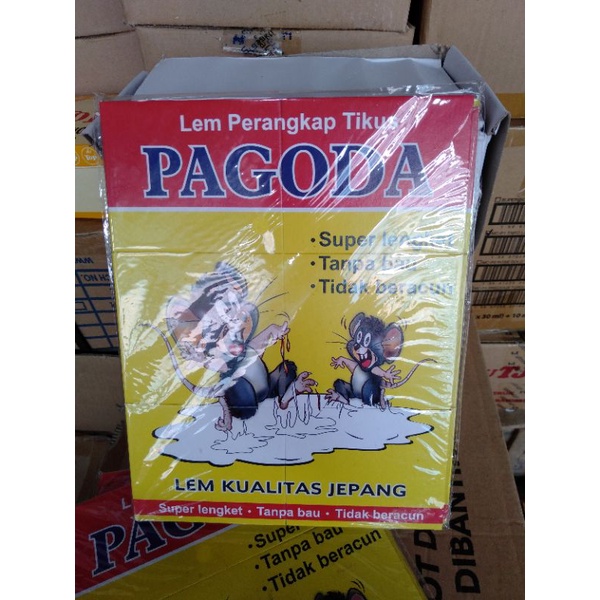 Lem Perangkap Tikus
PAGODA
• Super lengket
• Tanpa bau
• Tidak beracun
LEM KUALITAS JEPANG
Super lengket • Tanpa bau • Tidak beracun
• Super
• Tanpa bau
• Tidak beracun